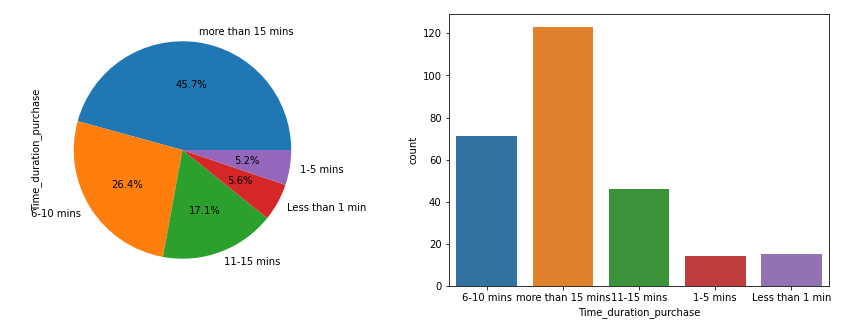 more than 15 mins
45.7%
Time_duration_purchase
5.2%
1-5 mins
5.6%
26.4%
Less than 1 min
17.1%
6-10 mins
11-15 mins
120
100
80
count
60
40
20
0
6-10 mins more than 15 mins 11-15 mins 1-5 mins Less than 1 min
Time_duration_purchase